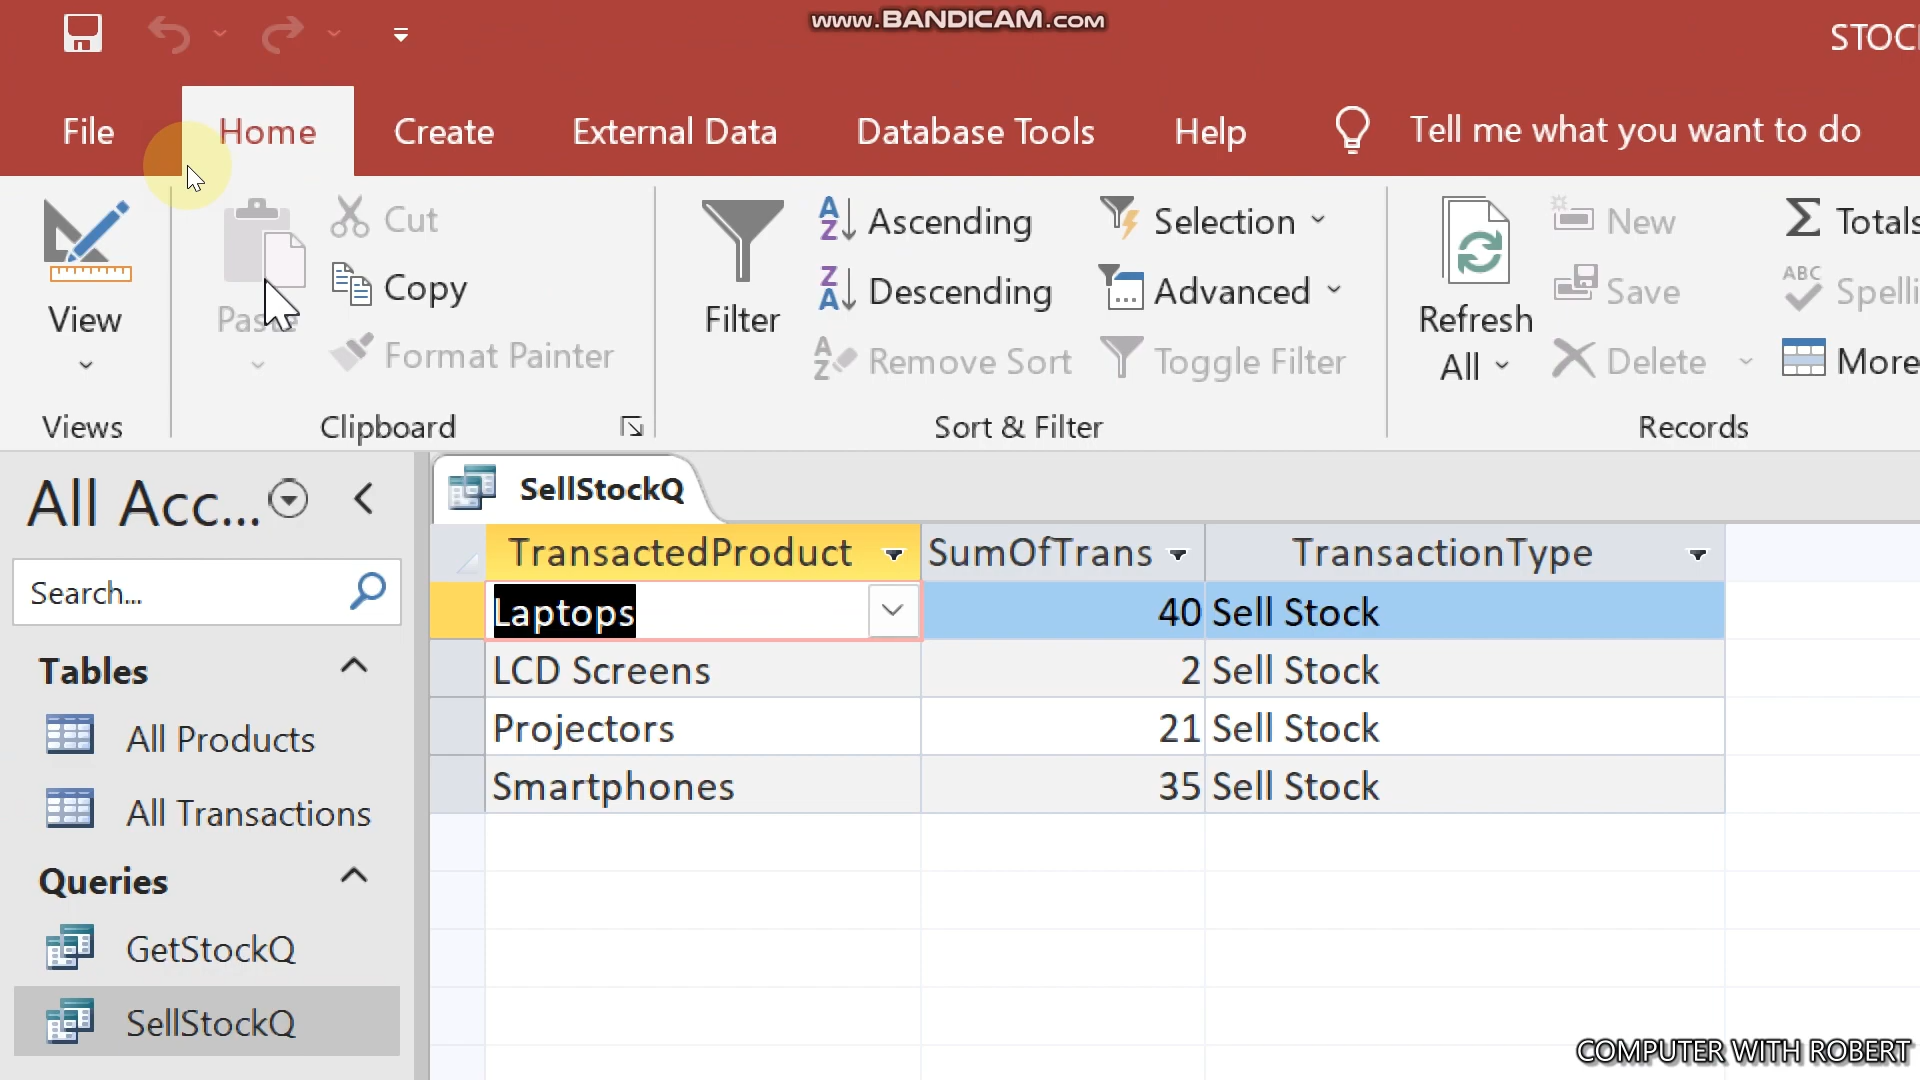 www.BANDICAM.com
STOC
File Home Create External Data Database Tools Help Tell me what you want to do
View
Views
Paste
Cut
Copy
Format Painter
Clipboard
Filter
Ascending
Descending
Remove Sort
Selection
Advanced
Toggle Filter
Sort & Filter
Refresh
All
New
Save
Delete
Totals
ABC
Spelli
More
Records
All Acc...
Search...
Tables
All Products
All Transactions
Queries
GetStockQ
SellStockQ
SellStockQ
TransactedProduct SumOfTrans TransactionType
Laptops 40 Sell Stock
LCD Screens 2 Sell Stock
Projectors 21 Sell Stock
Smartphones 35 Sell Stock
COMPUTER WITH ROBERT